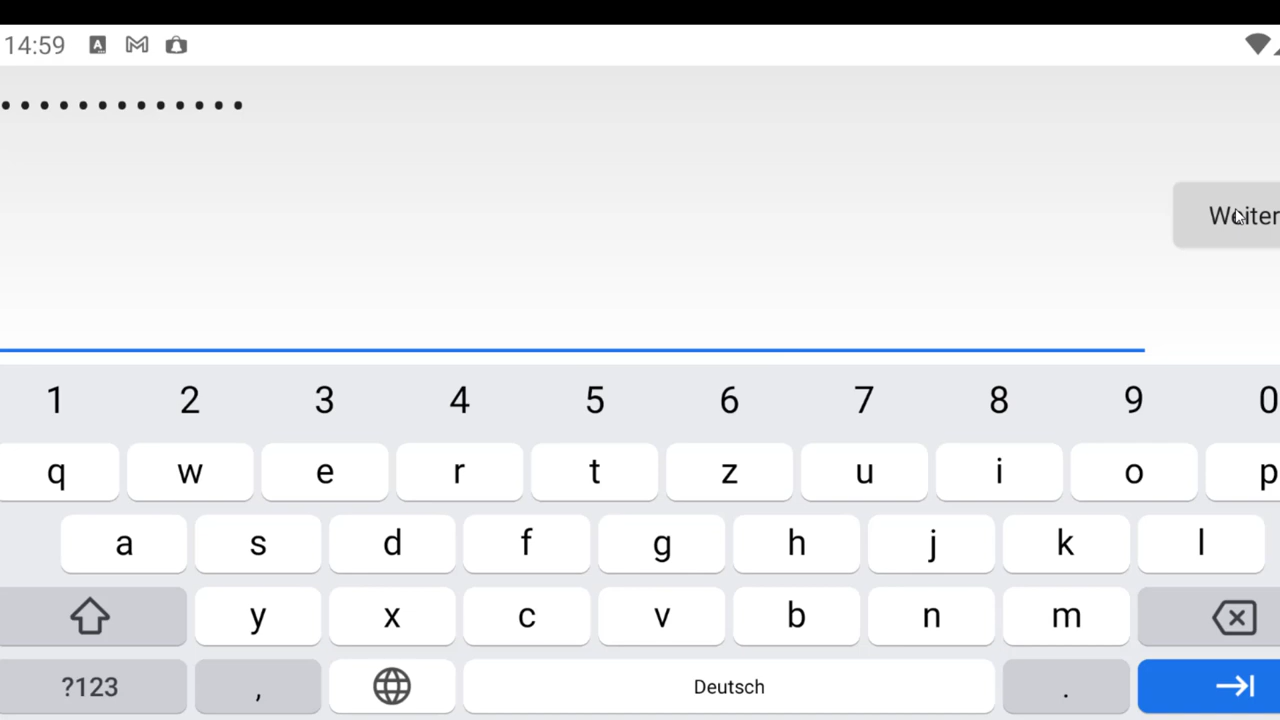 14:59
•••••••••••••
Weiter
1 2 3 4 5 6 7 8 9 0
q w e r t z u i o p
a s d f g h j k l
y x c v b n m
?123 , Deutsch .